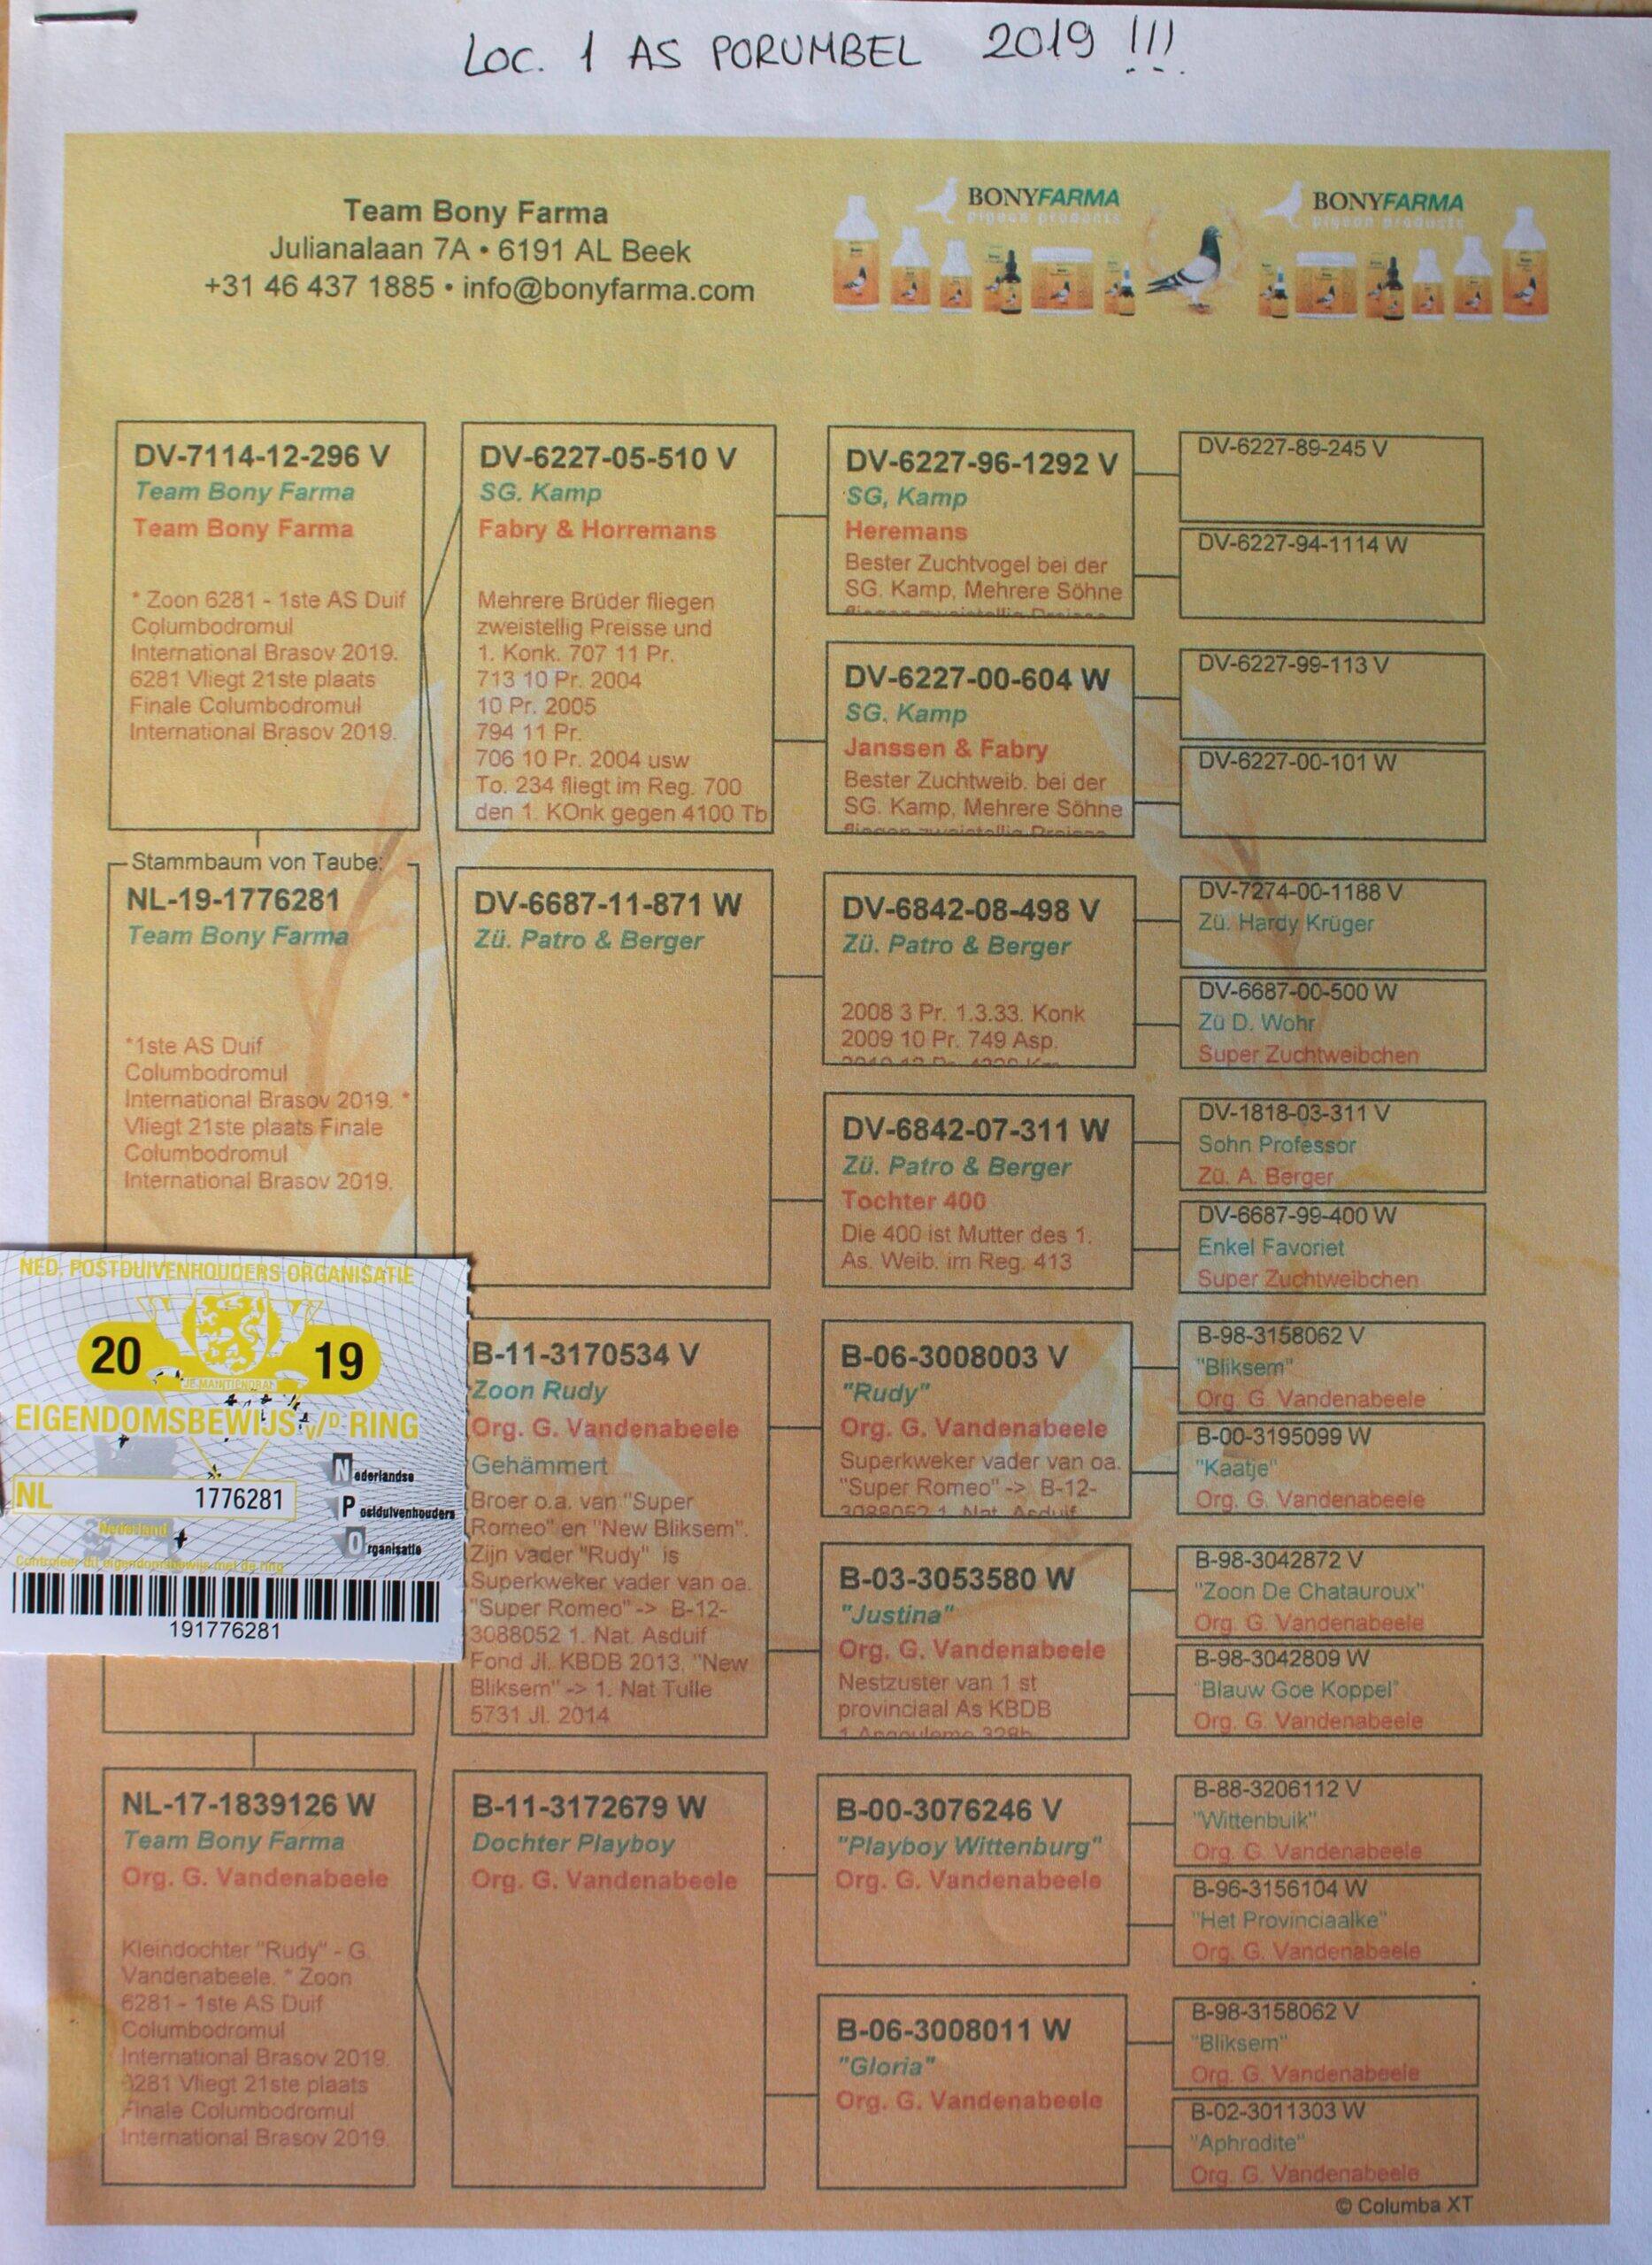 LOC. 1 AS PORUMBEL 2019 !!!
Team Bony Farma
Julianalaan 7A • 6191 AL Beek
+31 46 437 1885 • info@bonyfarma.com
BONYFARMA
pigeon products
BONYFARMA
pigeon products
DV-7114-12-296 V
Team Bony Farma
Team Bony Farma
* Zoon 6281 - 1ste AS Duif
Columbodromul
International Brasov 2019.
6281 Vliegt 21ste plaats
Finale Columbodromul
International Brasov 2019.
Stammbaum von Taube:
NL-19-1776281
Team Bony Farma
*1ste AS Duif
Columbodromul
International Brasov 2019. *
Vliegt 21ste plaats Finale
Columbodromul
International Brasov 2019.
NED. POSTDUIVENHOUDERS ORGANISATIE
20 19
JE MAINTIENDRAI
EIGENDOMSBEWIJS v/D RING
NL 1776281
Nederland
Nederlandse
Postduivenhouders
Organisatie
Controleer dit eigendomsbewijs met de ring
191776281
NL-17-1839126 W
Team Bony Farma
Org. G. Vandenabeele
Kleindochter "Rudy" - G.
Vandenabeele. * Zoon
6281 - 1ste AS Duif
Columbodromul
International Brasov 2019.
6281 Vliegt 21ste plaats
Finale Columbodromul
International Brasov 2019.
DV-6227-05-510 V
SG. Kamp
Fabry & Horremans
Mehrere Brüder fliegen
zweistellig Preisse und
1. Konk. 707 11 Pr.
713 10 Pr. 2004
10 Pr. 2005
794 11 Pr.
706 10 Pr. 2004 usw
To. 234 fliegt im Reg. 700
den 1. KOnk gegen 4100 Tb
DV-6687-11-871 W
Zü. Patro & Berger
B-11-3170534 V
Zoon Rudy
Org. G. Vandenabeele
Gehämmert
Broer o.a. van "Super
Romeo" en "New Bliksem".
Zijn vader "Rudy" is
Superkweker vader van oa.
"Super Romeo" -> B-12-
3088052 1. Nat. Asduif
Fond Jl. KBDB 2013. "New
Bliksem" -> 1. Nat Tulle
5731 Jl. 2014
B-11-3172679 W
Dochter Playboy
Org. G. Vandenabeele
DV-6227-96-1292 V
SG, Kamp
Heremans
Bester Zuchtvogel bei der
SG. Kamp, Mehrere Söhne
fliegen zweistellig Preisse
DV-6227-00-604 W
SG. Kamp
Janssen & Fabry
Bester Zuchtweib. bei der
SG. Kamp, Mehrere Söhne
fliegen zweistellig Preisse
DV-6842-08-498 V
Zü. Patro & Berger
2008 3 Pr. 1.3.33. Konk
2009 10 Pr. 749 Asp.
DV-6842-07-311 W
Zü. Patro & Berger
Tochter 400
Die 400 ist Mutter des 1.
As. Weib. im Reg. 413
B-06-3008003 V
"Rudy"
Org. G. Vandenabeele
Superkweker vader van oa.
"Super Romeo" -> B-12-
3088052 1. Nat. Asduif
B-03-3053580 W
"Justina"
Org. G. Vandenabeele
Nestzuster van 1 st
provinciaal As KBDB
1 Angouleme 328b
B-00-3076246 V
"Playboy Wittenburg"
Org. G. Vandenabeele
B-06-3008011 W
"Gloria"
Org. G. Vandenabeele
DV-6227-89-245 V
DV-6227-94-1114 W
DV-6227-99-113 V
DV-6227-00-101 W
DV-7274-00-1188 V
Zü. Hardy Krüger
DV-6687-00-500 W
Zü D. Wohr
Super Zuchtweibchen
DV-1818-03-311 V
Sohn Professor
Zü. A. Berger
DV-6687-99-400 W
Enkel Favoriet
Super Zuchtweibchen
B-98-3158062 V
"Bliksem"
Org. G. Vandenabeele
B-00-3195099 W
"Kaatje"
Org. G. Vandenabeele
B-98-3042872 V
"Zoon De Chatauroux"
Org. G. Vandenabeele
B-98-3042809 W
"Blauw Goe Koppel"
Org. G. Vandenabeele
B-88-3206112 V
"Wittenbuik"
Org. G. Vandenabeele
B-96-3156104 W
"Het Provinciaalke"
Org. G. Vandenabeele
B-98-3158062 V
"Bliksem"
Org. G. Vandenabeele
B-02-3011303 W
"Aphrodite"
Org. G. Vandenabeele
© Columba XT